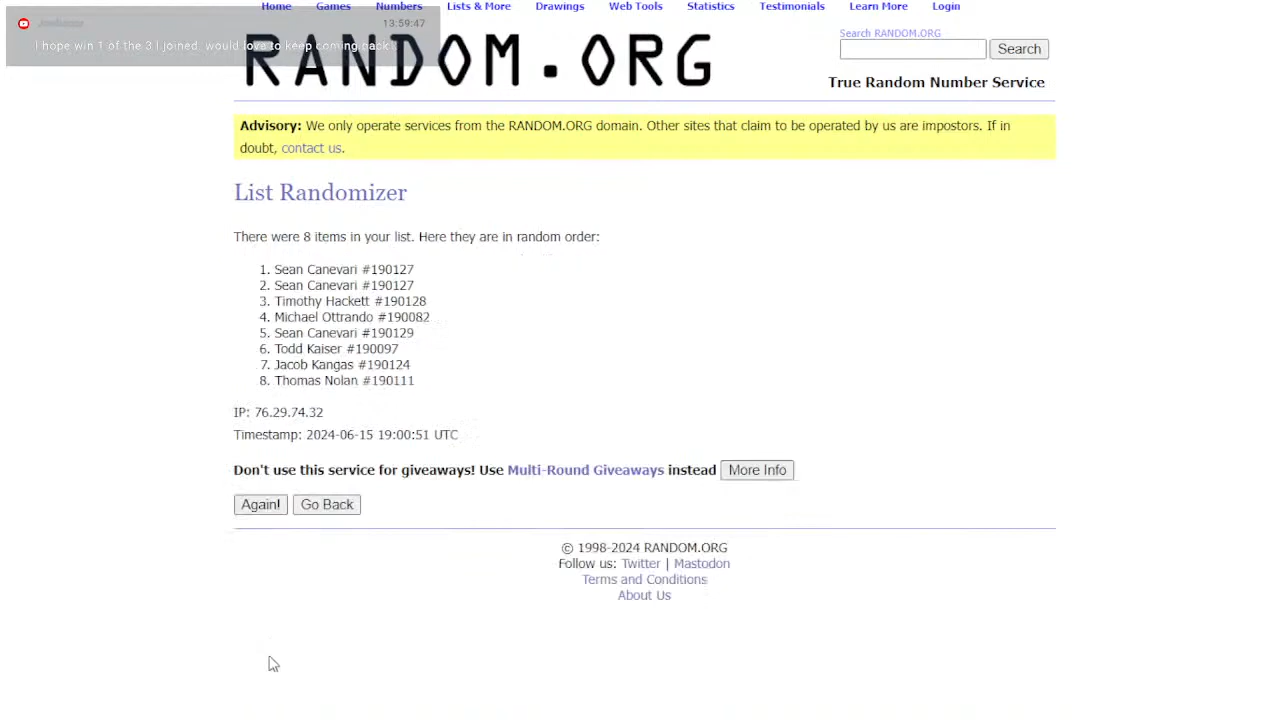 Home Games Numbers Lists & More Drawings Web Tools Statistics Testimonials Learn More Login
13:59:47
I hope win 1 of the 3 I joined, would love to keep coming back
RANDOM.ORG
Search RANDOM.ORG
Search
True Random Number Service
Advisory: We only operate services from the RANDOM.ORG domain. Other sites that claim to be operated by us are impostors. If in
doubt, contact us.
List Randomizer
There were 8 items in your list. Here they are in random order:
1. Sean Canevari #190127
2. Sean Canevari #190127
3. Timothy Hackett #190128
4. Michael Ottrando #190082
5. Sean Canevari #190129
6. Todd Kaiser #190097
7. Jacob Kangas #190124
8. Thomas Nolan #190111
IP: 76.29.74.32
Timestamp: 2024-06-15 19:00:51 UTC
Don't use this service for giveaways! Use Multi-Round Giveaways instead More Info
Again! Go Back
© 1998-2024 RANDOM.ORG
Follow us: Twitter | Mastodon
Terms and Conditions
About Us